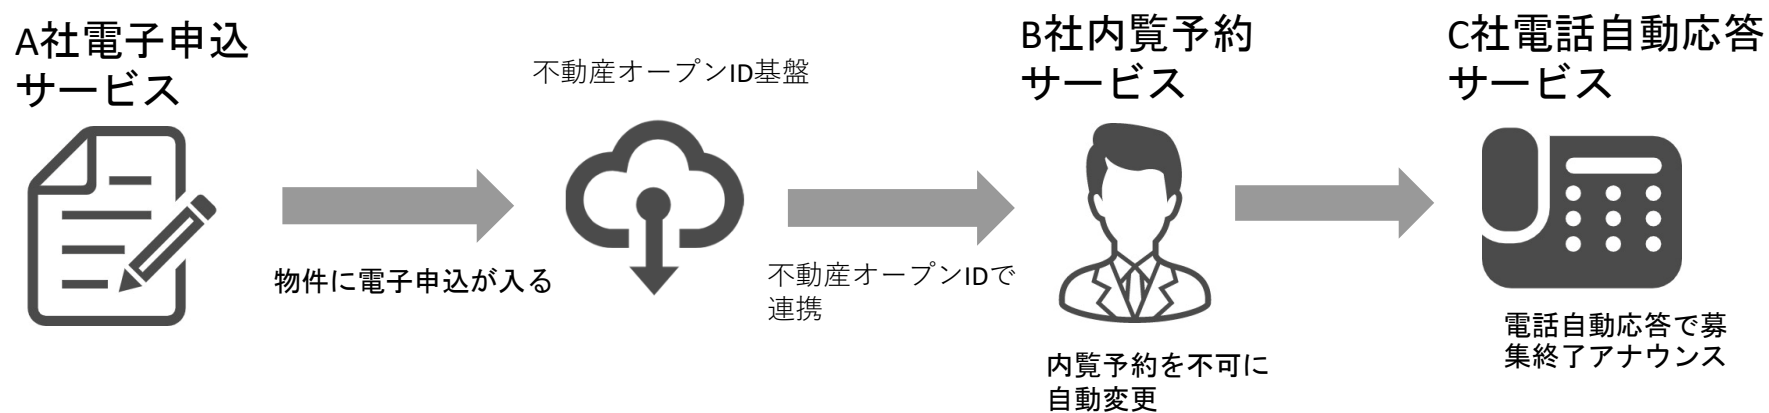 A社電子申込
サービス
不動産オープンID基盤
B社内覧予約
サービス
C社電話自動応答
サービス
物件に電子申込が入る
不動産オープンIDで
連携
内覧予約を不可に
自動変更
電話自動応答で募
集終了アナウンス